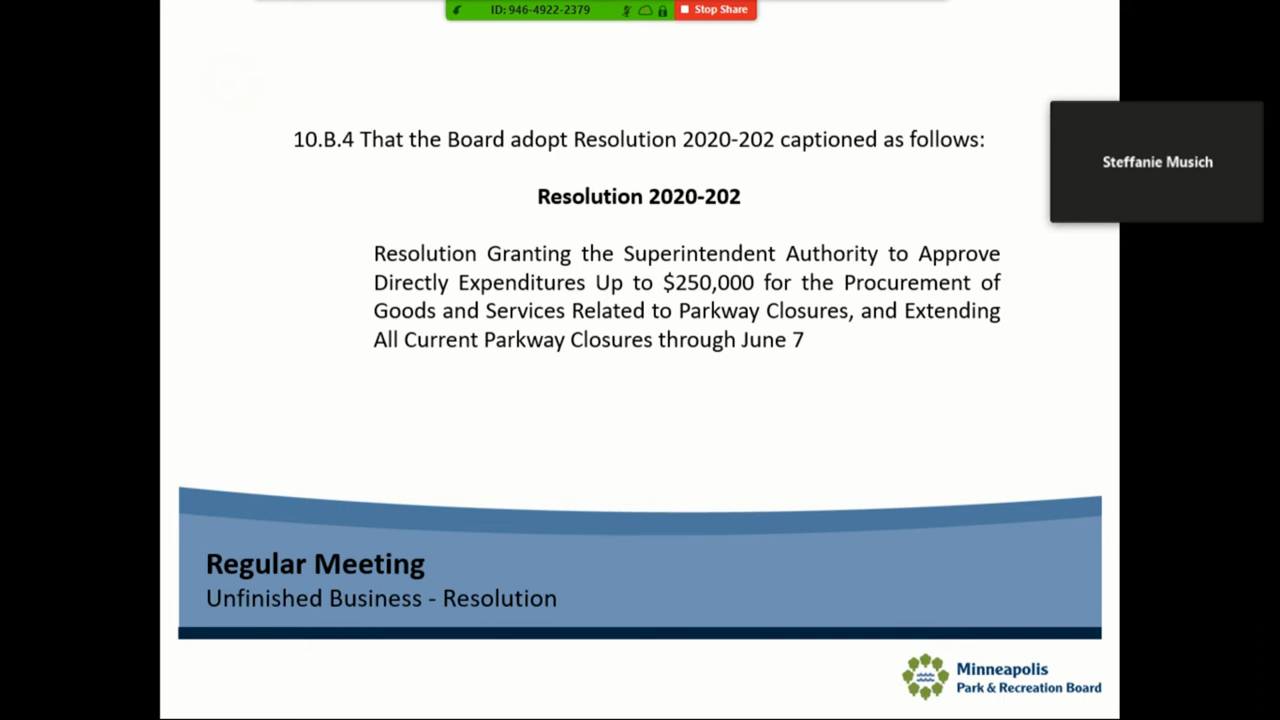 ID: 946-4922-2379 Stop Share
10.B.4 That the Board adopt Resolution 2020-202 captioned as follows:
Steffanie Musich
Resolution 2020-202
Resolution Granting the Superintendent Authority to Approve
Directly Expenditures Up to $250,000 for the Procurement of
Goods and Services Related to Parkway Closures, and Extending
All Current Parkway Closures through June 7
Regular Meeting
Unfinished Business - Resolution
Minneapolis
Park & Recreation Board